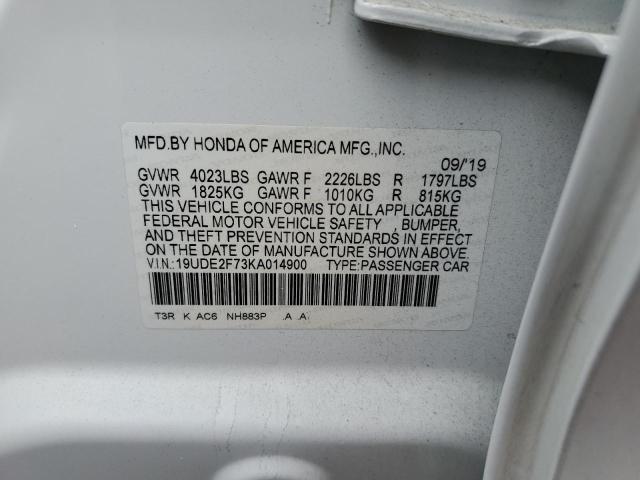 MFD.BY HONDA OF AMERICA MFG.,INC.
09/'19
GVWR 4023LBS GAWR F 2226LBS R 1797LBS
GVWR 1825KG GAWR F 1010KG R 815KG
THIS VEHICLE CONFORMS TO ALL APPLICABLE
FEDERAL MOTOR VEHICLE SAFETY , BUMPER,
AND THEFT PREVENTION STANDARDS IN EFFECT
ON THE DATE OF MANUFACTURE SHOWN ABOVE.
V.I.N.:19UDE2F73KA014900 TYPE:PASSENGER CAR
T3R K AC6 NH883P .A .A